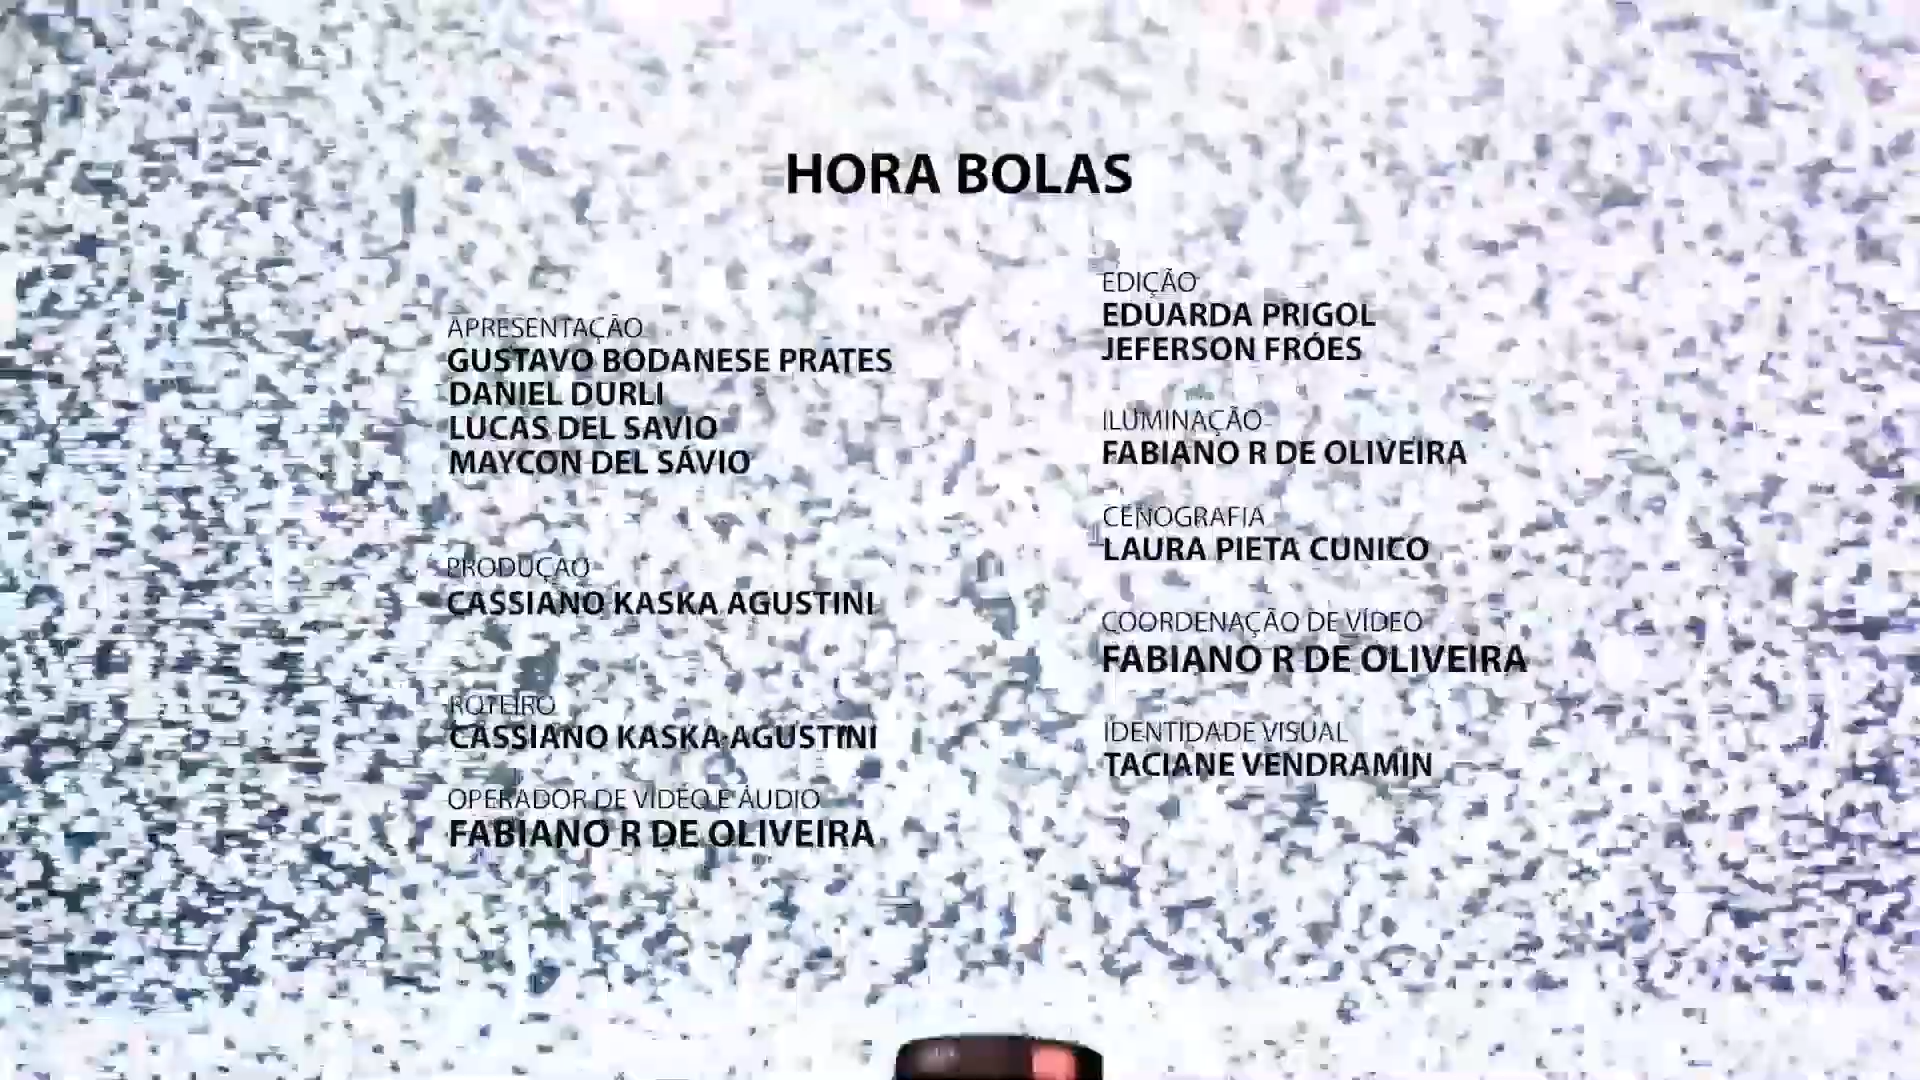 HORA BOLAS
APRESENTAÇÃO
GUSTAVO BODANESE PRATES
DANIEL DURLI
LUCAS DEL SAVIO
MAYCON DEL SÁVIO
PRODUÇÃO
CASSIANO KASKA AGUSTINI
ROTEIRO
CASSIANO KASKA AGUSTINI
OPERADOR DE VÍDEO E ÁUDIO
FABIANO R DE OLIVEIRA
EDIÇÃO
EDUARDA PRIGOL
JEFERSON FRÓES
ILUMINAÇÃO
FABIANO R DE OLIVEIRA
CENOGRAFIA
LAURA PIETA CUNICO
COORDENAÇÃO DE VÍDEO
FABIANO R DE OLIVEIRA
IDENTIDADE VISUAL
TACIANE VENDRAMIN